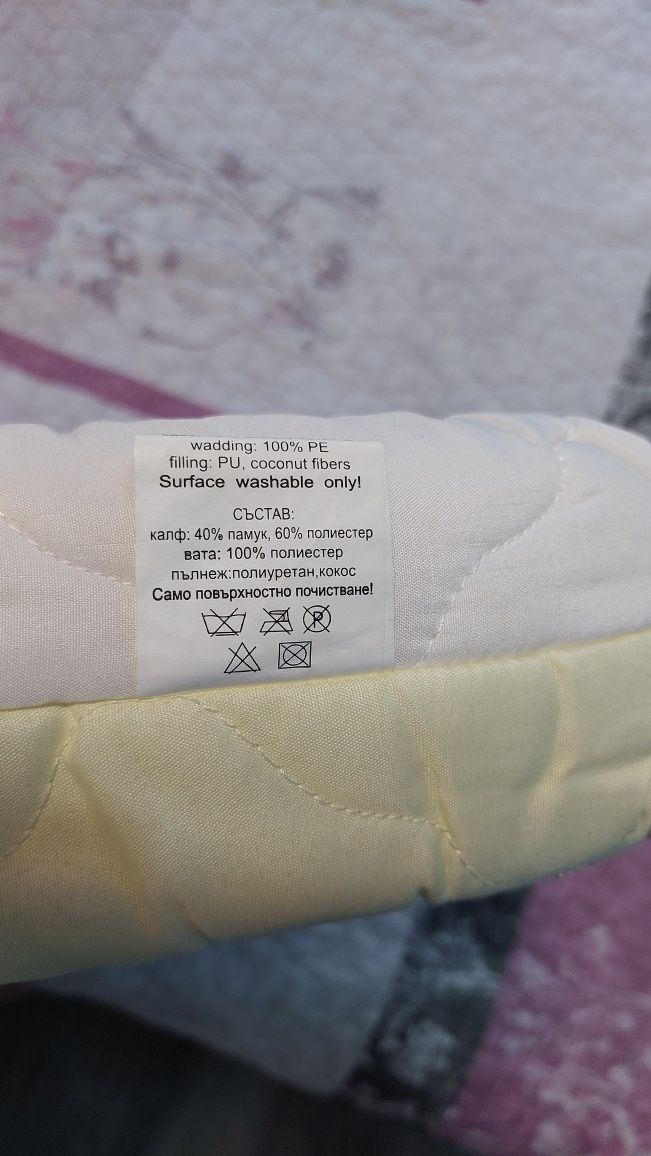 wadding: 100% PE
filling: PU, coconut fibers
Surface washable only!
СЪСТАВ:
калф: 40% памук, 60% полиестер
вата: 100% полиестер
пълнеж:полиуретан,кокос
Само повърхностно почистване!
P